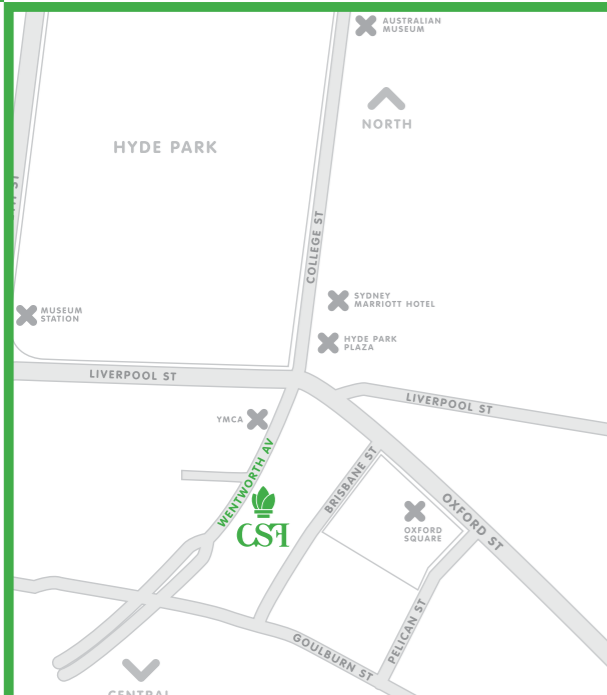 AUSTRALIAN
MUSEUM
NORTH
HYDE PARK
COLLEGE ST
SYDNEY
MARRIOTT HOTEL
MUSEUM
STATION
HYDE PARK
PLAZA
LIVERPOOL ST
LIVERPOOL ST
YMCA
WENTWORTH AV
BRISBANE ST
OXFORD ST
OXFORD
SQUARE
CSF
GOULBURN ST
PELICAN ST
CENTRAL